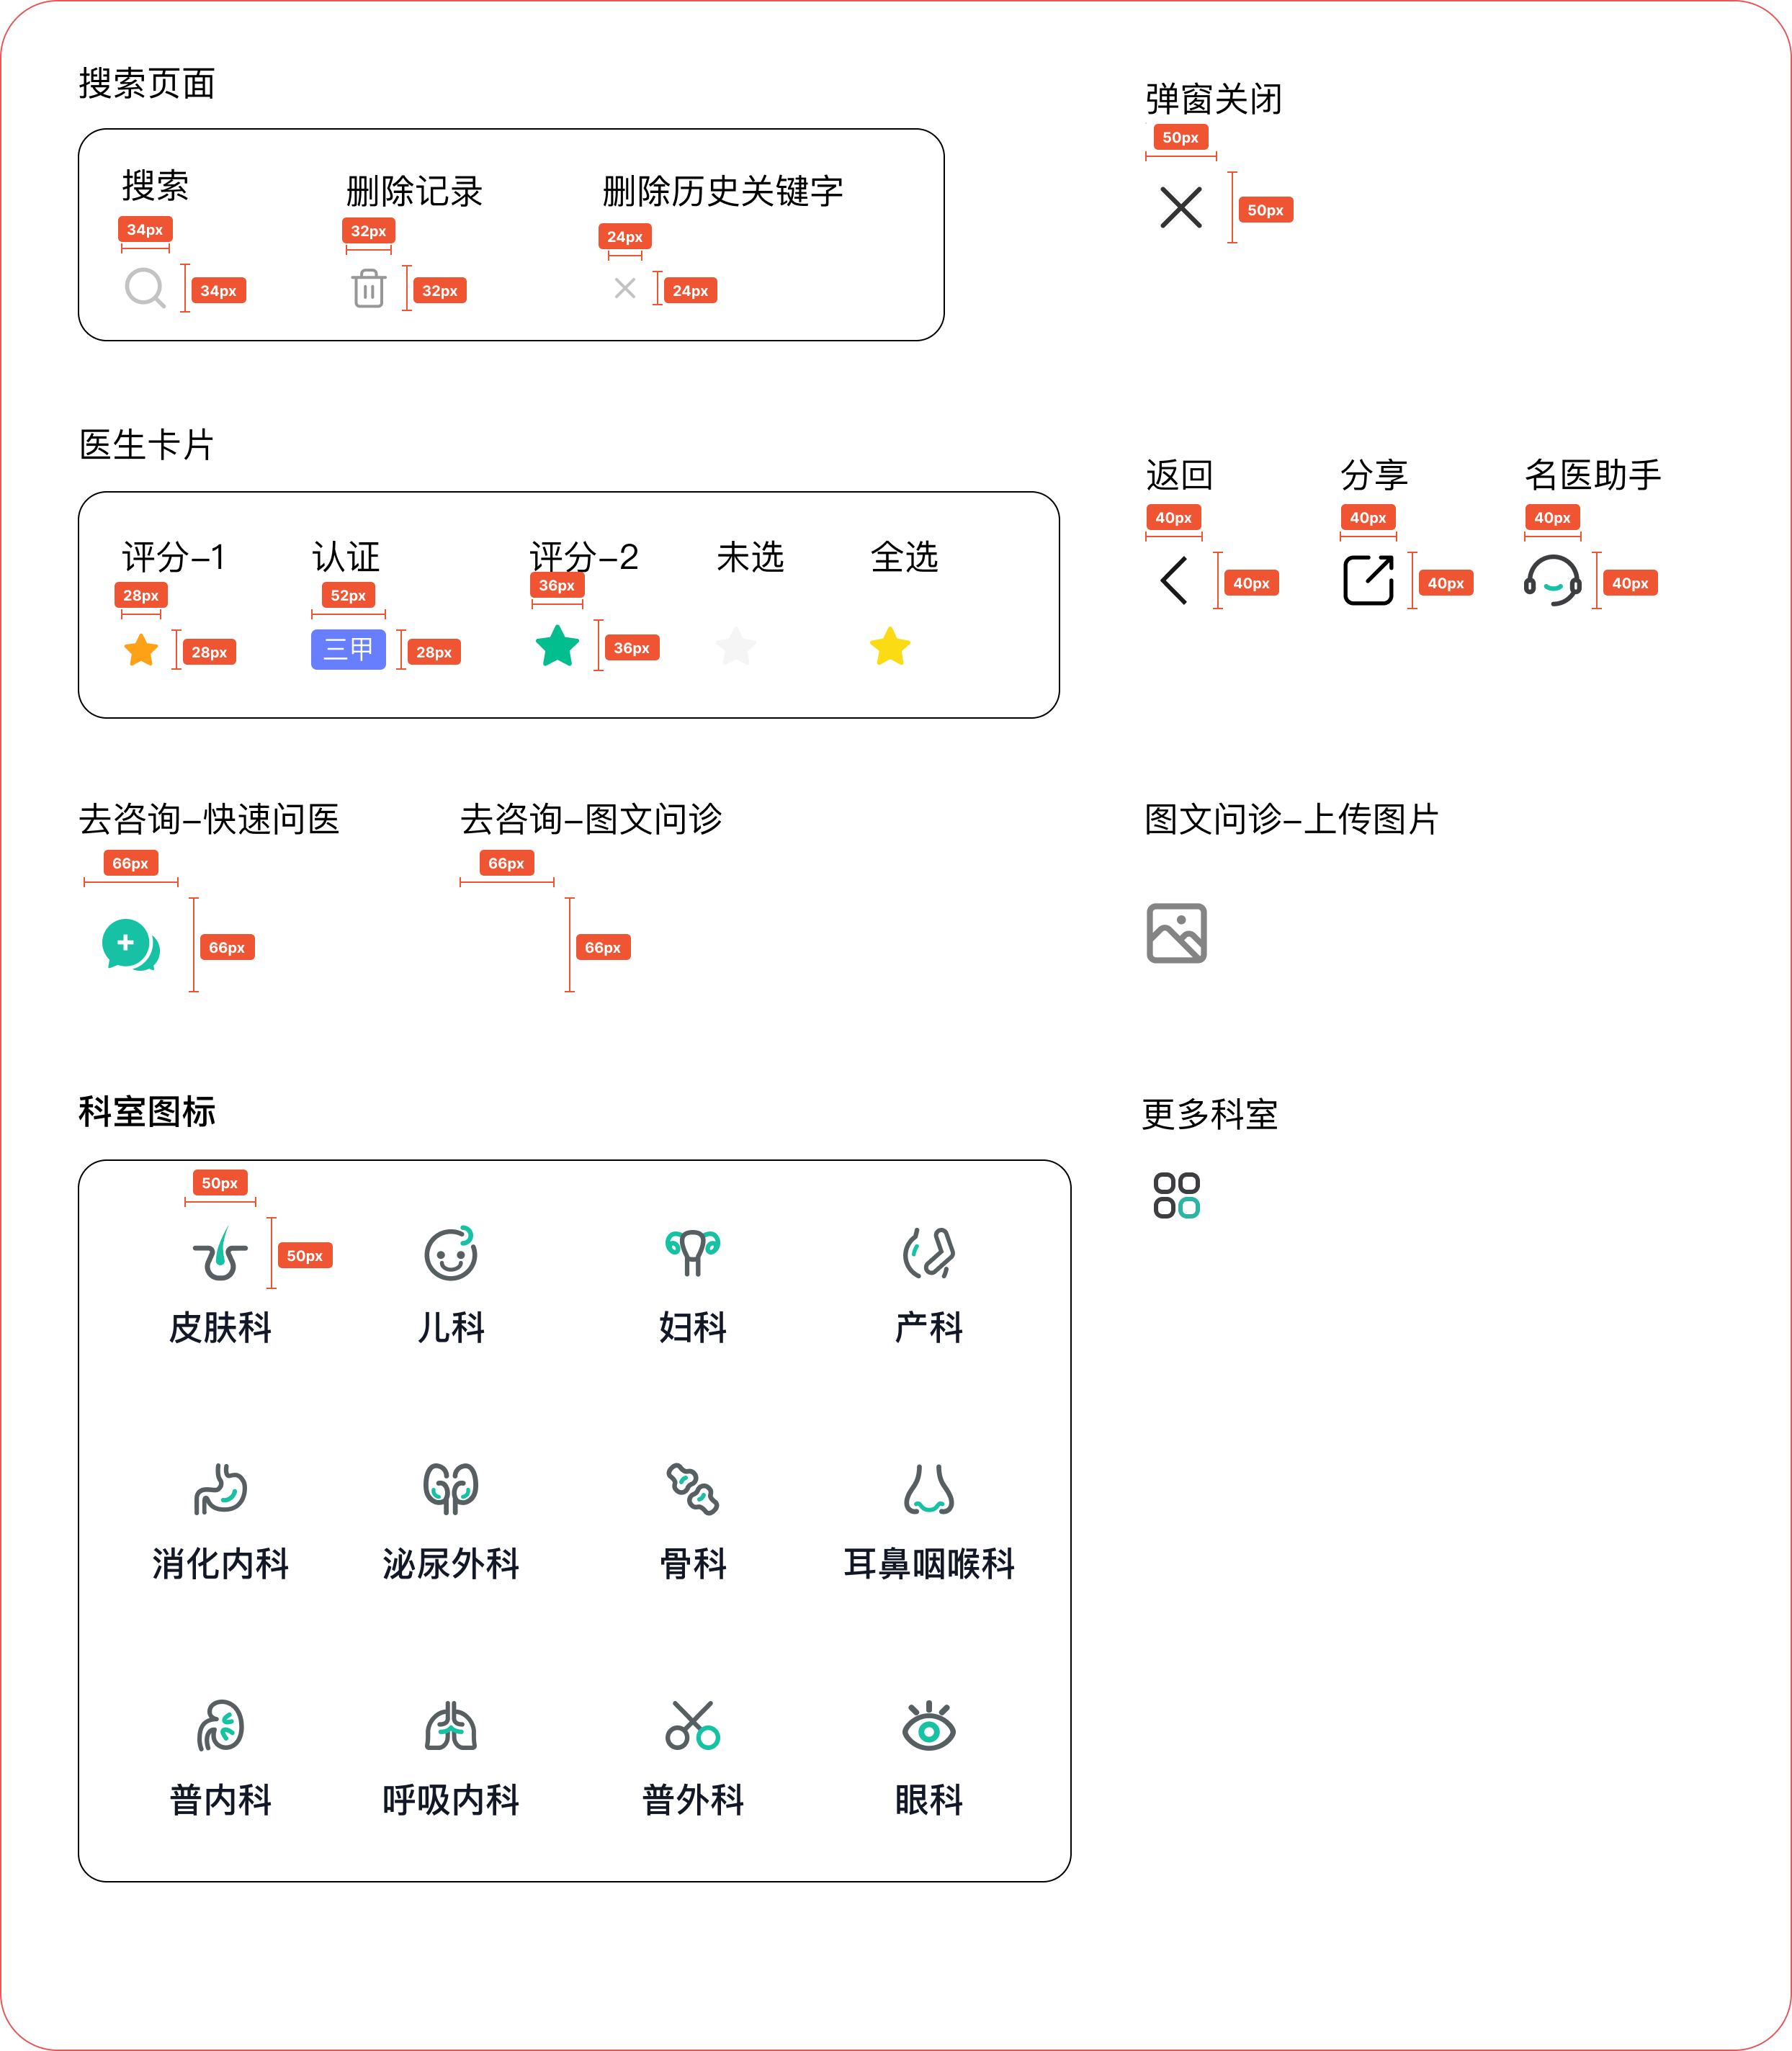 搜索页面
搜索
删除记录
删除历史关键字
34px
32px
24px
34px
32px
24px
弹窗关闭
50px
50px
医生卡片
评分-1
认证
评分-2
未选
全选
28px
52px
36px
三甲
28px
28px
36px
返回
分享
名医助手
40px
40px
40px
40px
40px
40px
去咨询-快速问医
去咨询-图文问诊
66px
66px
66px
66px
图文问诊-上传图片
科室图标
50px
50px
皮肤科
儿科
妇科
产科
消化内科
泌尿外科
骨科
耳鼻咽喉科
普内科
呼吸内科
普外科
眼科
更多科室